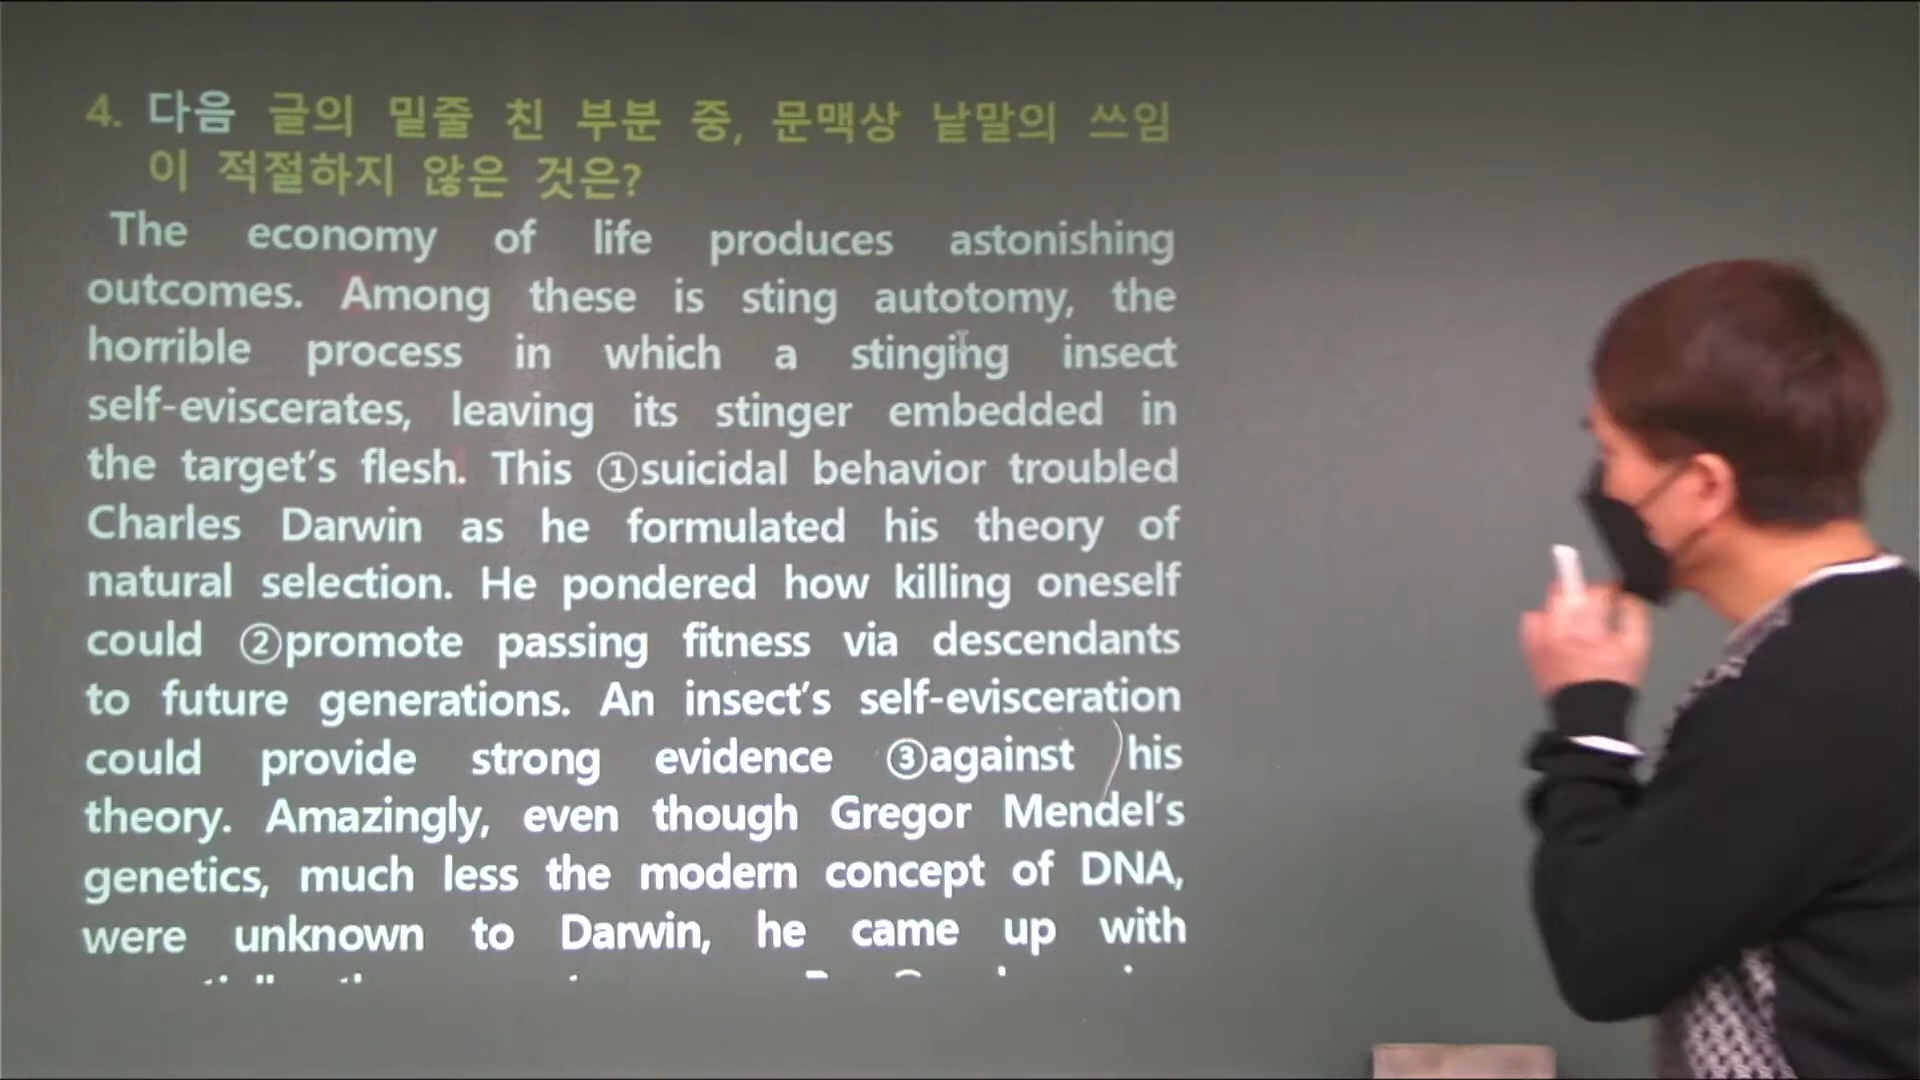 4. 다음 글의 밑줄 친 부분 중, 문맥상 낱말의 쓰임
이 적절하지 않은 것은?
The economy of life produces astonishing
outcomes. Among these is sting autotomy, the
horrible process in which a stinging insect
self-eviscerates, leaving its stinger embedded in
the target's flesh. This ①suicidal behavior troubled
Charles Darwin as he formulated his theory of
natural selection. He pondered how killing oneself
could ②promote passing fitness via descendants
to future generations. An insect's self-evisceration
could provide strong evidence ③against his
theory. Amazingly, even though Gregor Mendel's
genetics, much less the modern concept of DNA,
were unknown to Darwin, he came up with